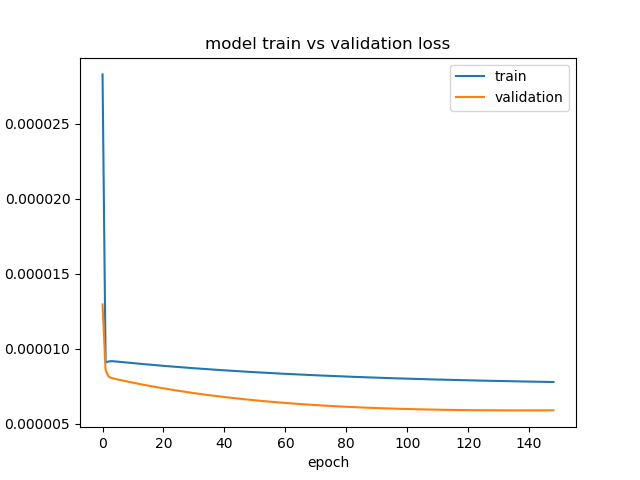 model train vs validation loss
train
validation
0.000025
0.000020
0.000015
0.000010
0.000005
0 20 40 60 80 100 120 140
epoch